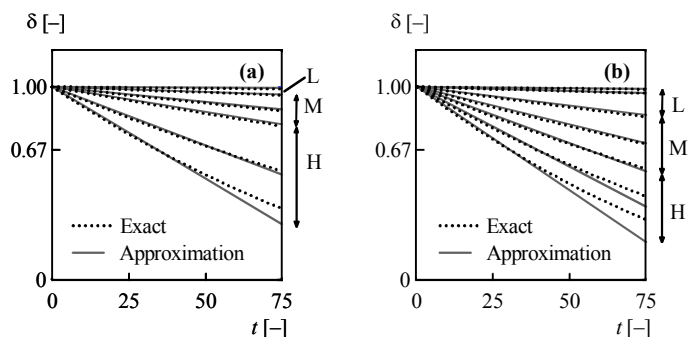 δ [–]
(a)
1.00
0.67
0
L
M
H
Exact
Approximation
0 25 50 75
t [–]
δ [–]
(b)
1.00
0.67
0
L
M
H
Exact
Approximation
0 25 50 75
t [–]